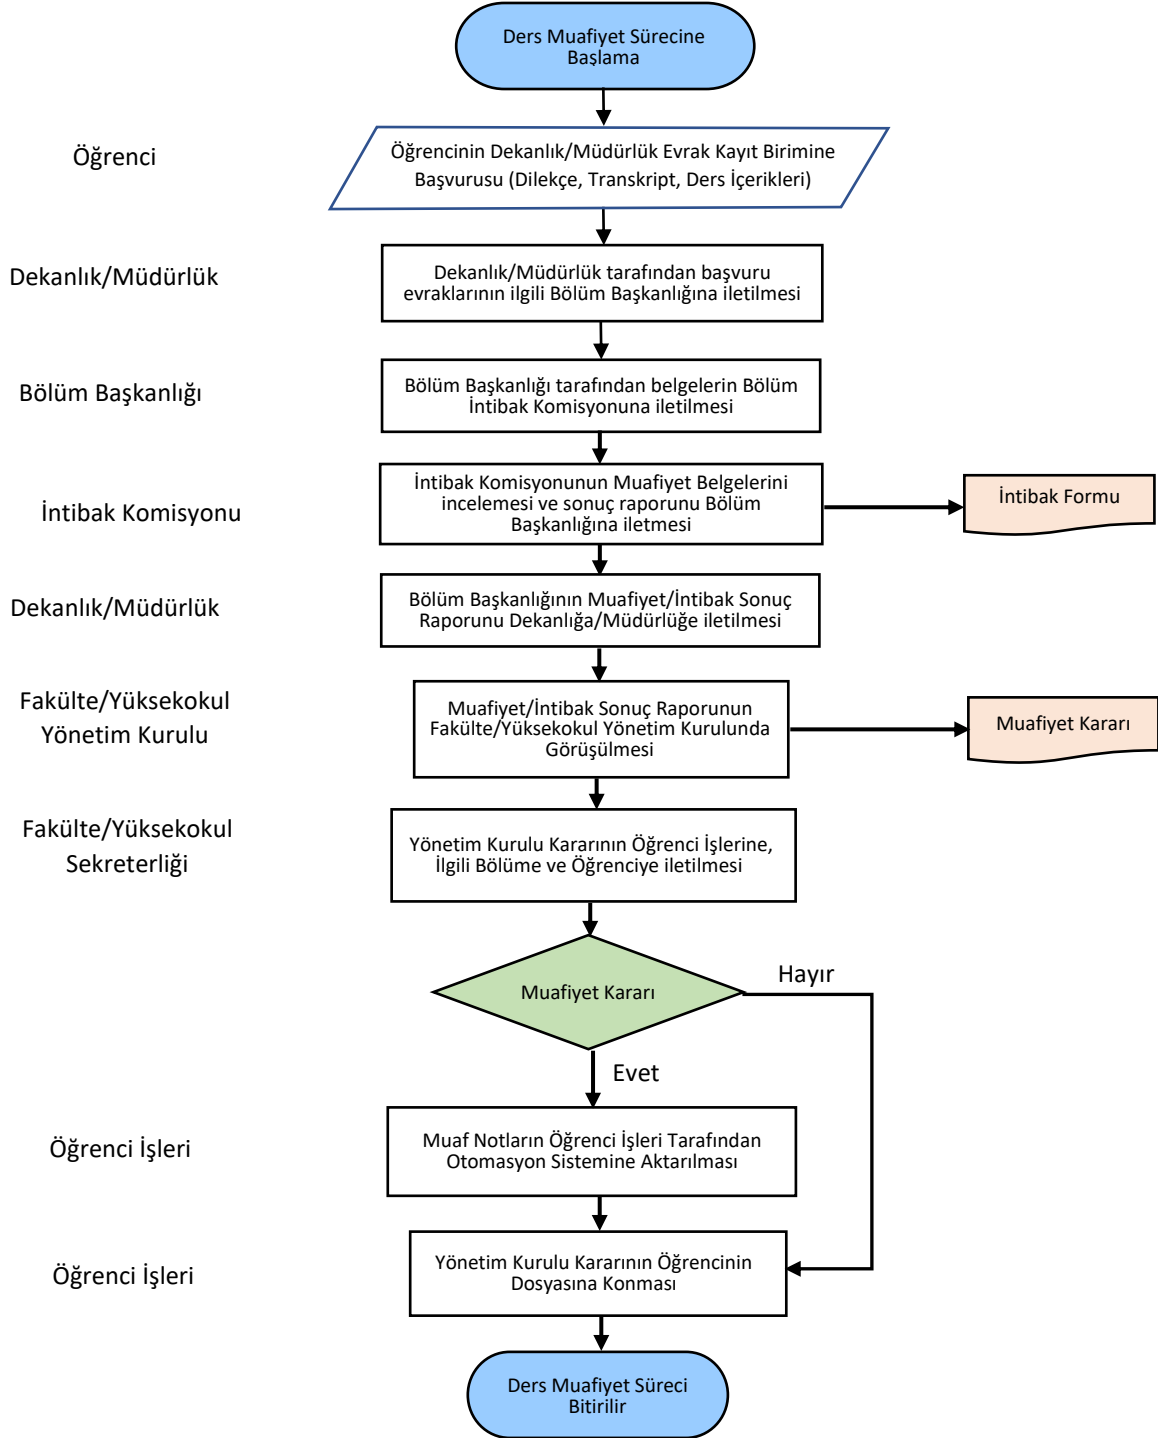 Ders Muafiyet Sürecine
Başlama
Öğrenci
Öğrencinin Dekanlık/Müdürlük Evrak Kayıt Birimine
Başvurusu (Dilekçe, Transkript, Ders İçerikleri)
Dekanlık/Müdürlük
Dekanlık/Müdürlük tarafından başvuru
evraklarının ilgili Bölüm Başkanlığına iletilmesi
Bölüm Başkanlığı
Bölüm Başkanlığı tarafından belgelerin Bölüm
İntibak Komisyonuna iletilmesi
İntibak Komisyonu
İntibak Komisyonunun Muafiyet Belgelerini
incelemesi ve sonuç raporunu Bölüm
Başkanlığına iletmesi
İntibak Formu
Dekanlık/Müdürlük
Bölüm Başkanlığının Muafiyet/İntibak Sonuç
Raporunu Dekanlığa/Müdürlüğe iletilmesi
Fakülte/Yüksekokul
Yönetim Kurulu
Muafiyet/İntibak Sonuç Raporunun
Fakülte/Yüksekokul Yönetim Kurulunda
Görüşülmesi
Muafiyet Kararı
Fakülte/Yüksekokul
Sekreterliği
Yönetim Kurulu Kararının Öğrenci İşlerine,
İlgili Bölüme ve Öğrenciye iletilmesi
Muafiyet Kararı
Hayır
Evet
Öğrenci İşleri
Muaf Notların Öğrenci İşleri Tarafından
Otomasyon Sistemine Aktarılması
Öğrenci İşleri
Yönetim Kurulu Kararının Öğrencinin
Dosyasına Konması
Ders Muafiyet Süreci
Bitirilir